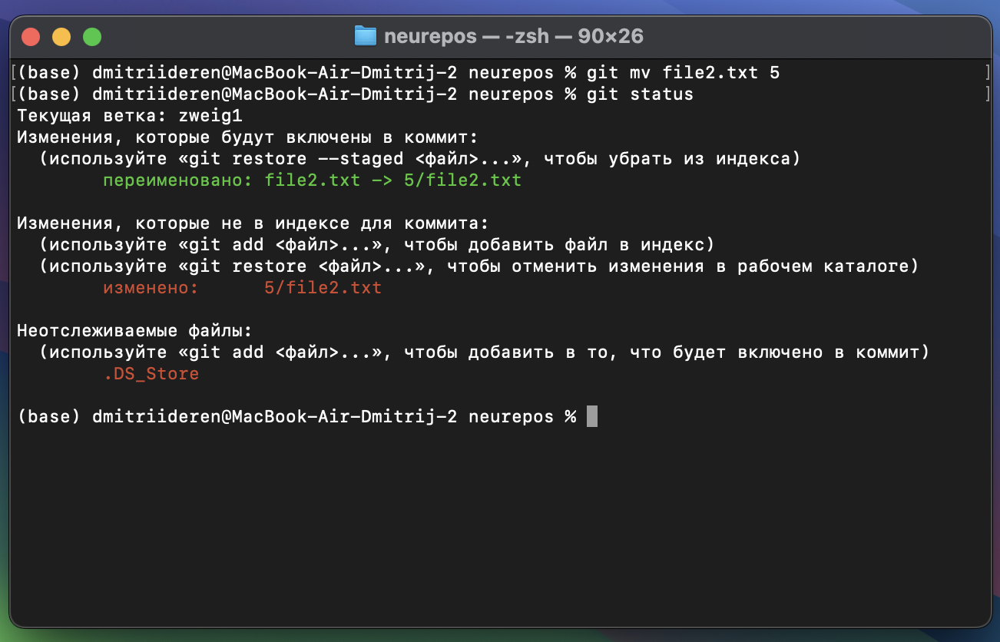 neurepos — -zsh — 90×26
[(base) dmitriideren@MacBook-Air-Dmitrij-2 neurepos % git mv file2.txt 5 ]
[(base) dmitriideren@MacBook-Air-Dmitrij-2 neurepos % git status ]
Текущая ветка: zweig1
Изменения, которые будут включены в коммит:
  (используйте «git restore --staged <файл>...», чтобы убрать из индекса)
        переименовано: file2.txt -> 5/file2.txt

Изменения, которые не в индексе для коммита:
  (используйте «git add <файл>...», чтобы добавить файл в индекс)
  (используйте «git restore <файл>...», чтобы отменить изменения в рабочем каталоге)
        изменено:      5/file2.txt

Неотслеживаемые файлы:
  (используйте «git add <файл>...», чтобы добавить в то, что будет включено в коммит)
        .DS_Store

(base) dmitriideren@MacBook-Air-Dmitrij-2 neurepos %